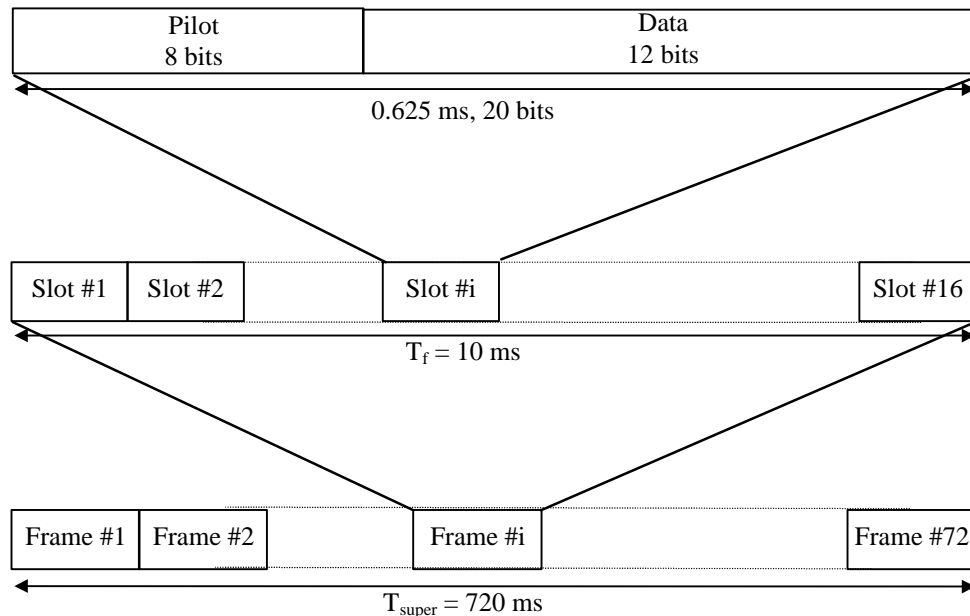 Pilot
8 bits
Data
12 bits
0.625 ms, 20 bits
Slot #1
Slot #2
Slot #i
Slot #16
T_f = 10 ms
Frame #1
Frame #2
Frame #i
Frame #72
T_super = 720 ms